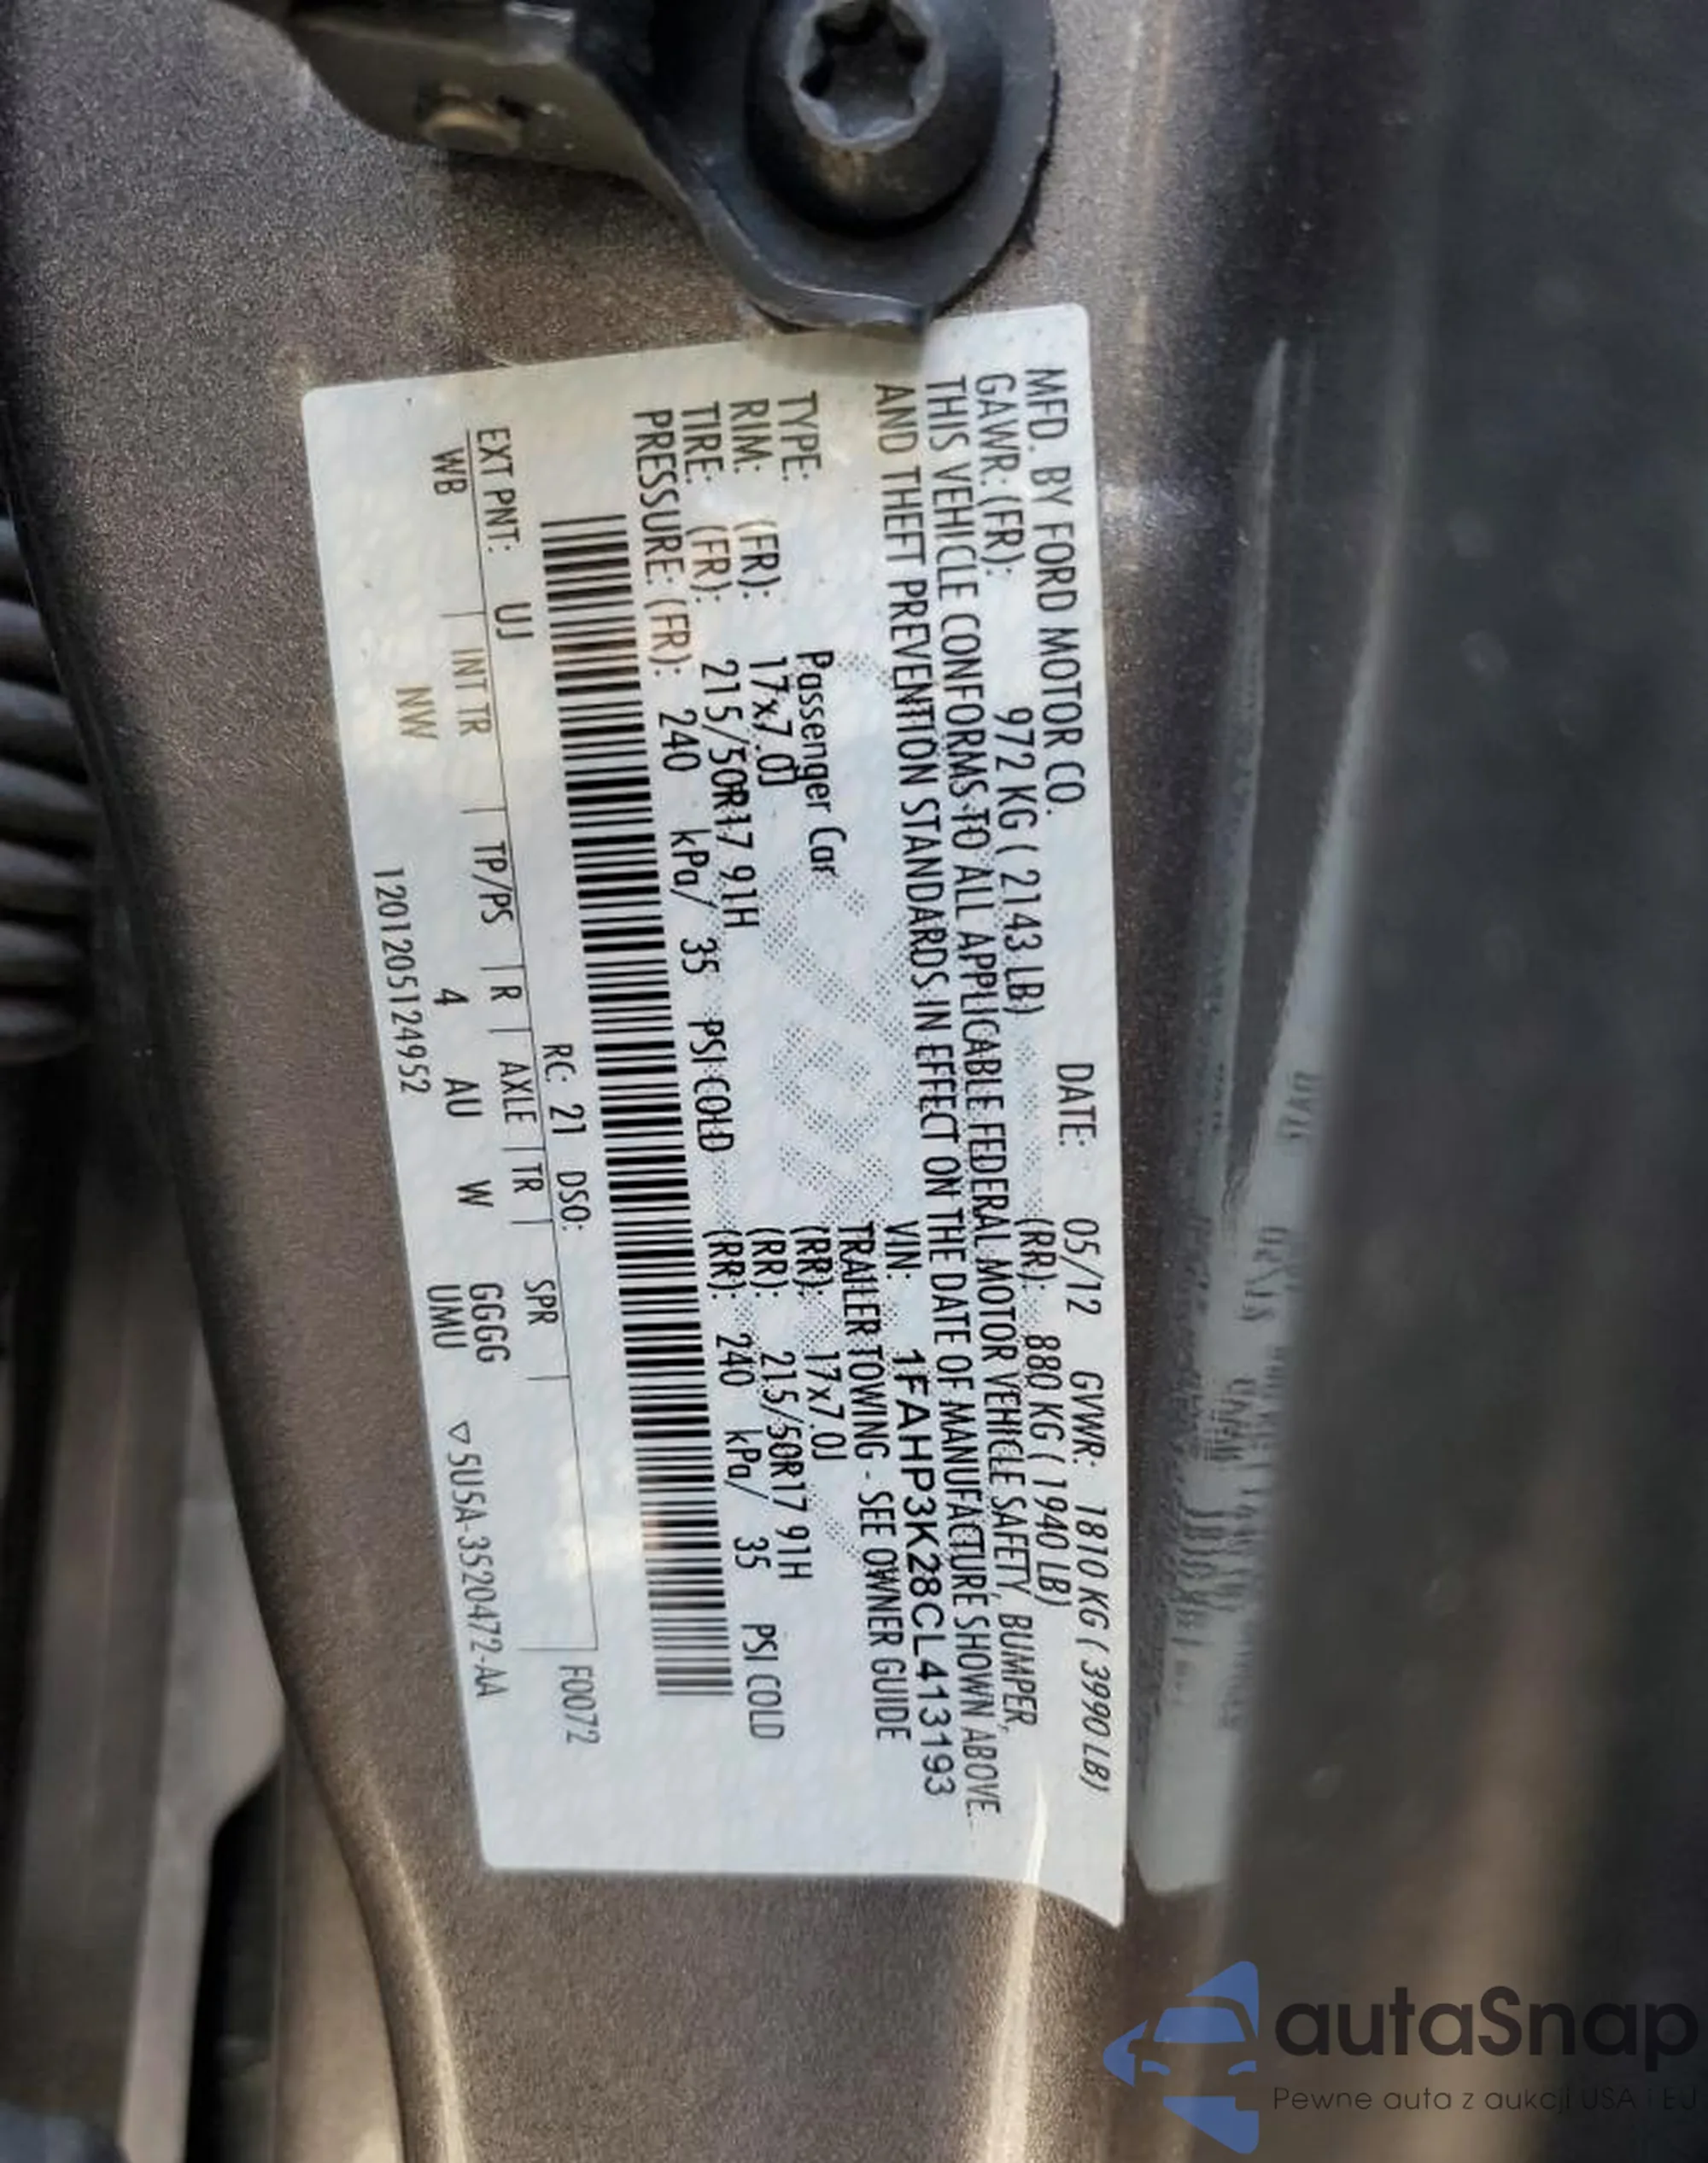 MFD. BY FORD MOTOR CO. DATE: 05/12 GVWR: 1810 KG ( 3990 LB)
GAWR: (FR): 972 KG ( 2143 LB) (RR): 880 KG ( 1940 LB)
THIS VEHICLE CONFORMS TO ALL APPLICABLE FEDERAL MOTOR VEHICLE SAFETY, BUMPER,
AND THEFT PREVENTION STANDARDS IN EFFECT ON THE DATE OF MANUFACTURE SHOWN ABOVE.
VIN: 1FAHP3K28CL413193
TYPE: Passenger Car TRAILER TOWING - SEE OWNER GUIDE
RIM: (FR): 17x7.0J (RR): 17x7.0J
TIRE: (FR): 215/50R17 91H (RR): 215/50R17 91H
PRESSURE: (FR): 240 kPa/ 35 PSI COLD (RR): 240 kPa/ 35 PSI COLD
F0072
EXT PNT: UJ RC: 21 DSO:
WB INT TR TP/PS R AXLE TR SPR
NW 4 AU W GGGG
UMU
1201205124952 ▽5U5A-3520472-AA
autaSnap
Pewne auta z aukcji USA i EU